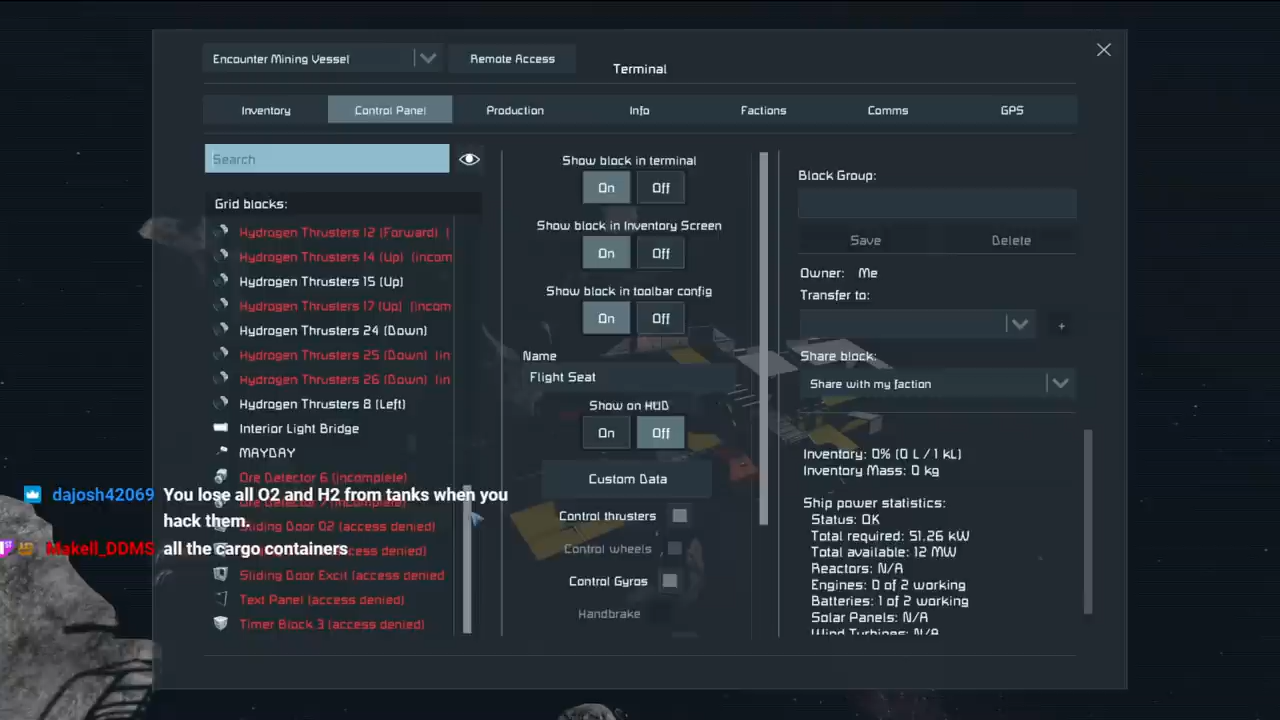 Encounter Mining Vessel
Remote Access
Terminal
Inventory
Control Panel
Production
Info
Factions
Comms
GPS
Search
Grid blocks:
Hydrogen Thrusters 12 (Forward) (
Hydrogen Thrusters 14 (Up) (incom
Hydrogen Thrusters 15 (Up)
Hydrogen Thrusters 17 (Up) (incom
Hydrogen Thrusters 24 (Down)
Hydrogen Thrusters 25 (Down) (in
Hydrogen Thrusters 26 (Down) (in
Hydrogen Thrusters 8 (Left)
Interior Light Bridge
MAYDAY
Ore Detector 6 (incomplete)
Sliding Door 02 (access denied)
denied)
Sliding Door Excit (access denied
Text Panel (access denied)
Timer Block 3 (access denied)
dajosh42069 You lose all O2 and H2 from tanks when you
hack them.
Makell_DDMS all the cargo containers
Show block in terminal
On Off
Show block in Inventory Screen
On Off
Show block in toolbar config
On Off
Name
Flight Seat
Show on HUD
On Off
Custom Data
Control thrusters
Control wheels
Control Gyros
Handbrake
Block Group:
Save Delete
Owner: Me
Transfer to:
+
Share block:
Share with my faction
Inventory: 0% (0 L / 1 kL)
Inventory Mass: 0 kg
Ship power statistics:
Status: OK
Total required: 51.26 kW
Total available: 12 MW
Reactors: N/A
Engines: 0 of 2 working
Batteries: 1 of 2 working
Solar Panels: N/A
Wind Turbines: N/A